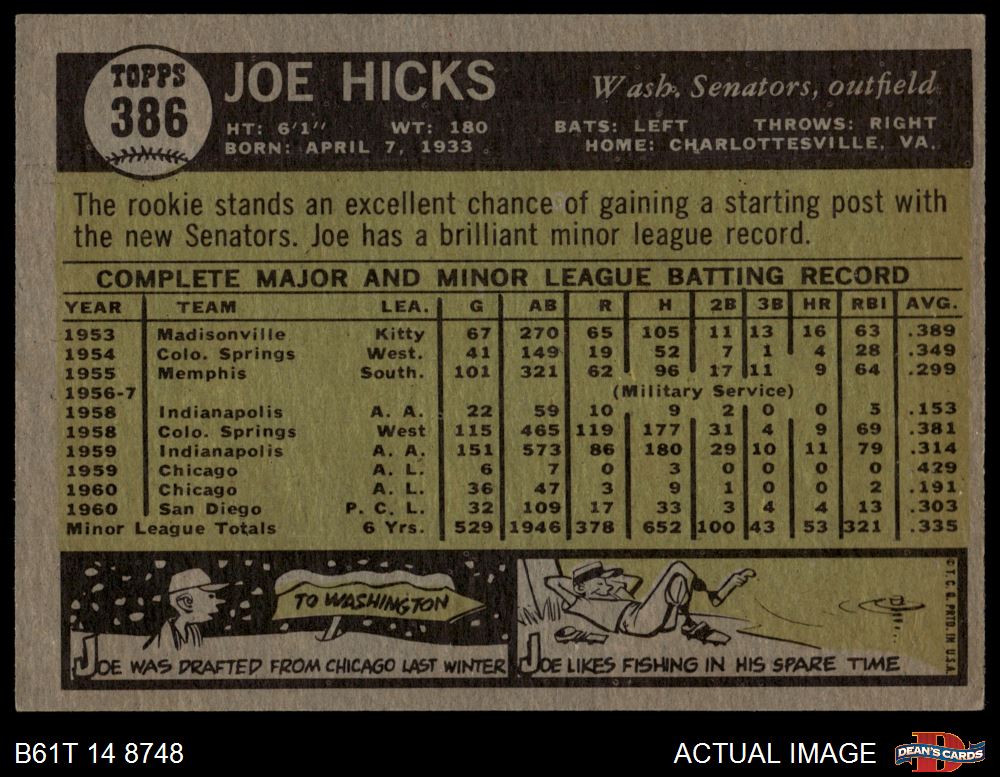 TOPPS
386
JOE HICKS
Wash. Senators, outfield
HT: 6'1" WT: 180 BATS: LEFT THROWS: RIGHT
BORN: APRIL 7, 1933 HOME: CHARLOTTESVILLE, VA.
The rookie stands an excellent chance of gaining a starting post with
the new Senators. Joe has a brilliant minor league record.
COMPLETE MAJOR AND MINOR LEAGUE BATTING RECORD
YEAR TEAM LEA. G AB R H 2B 3B HR RBI AVG.
1953 Madisonville Kitty 67 270 65 105 11 13 16 63 .389
1954 Colo. Springs West. 41 149 19 52 7 1 4 28 .349
1955 Memphis South. 101 321 62 96 17 11 9 64 .299
1956-7 (Military Service)
1958 Indianapolis A. A. 22 59 10 9 2 0 0 5 .153
1958 Colo. Springs West 115 465 119 177 31 4 9 69 .381
1959 Indianapolis A. A. 151 573 86 180 29 10 11 79 .314
1959 Chicago A. L. 6 7 0 3 0 0 0 0 .429
1960 Chicago A. L. 36 47 3 9 1 0 0 2 .191
1960 San Diego P. C. L. 32 109 17 33 3 4 4 13 .303
Minor League Totals 6 Yrs. 529 1946 378 652 100 43 53 321 .335
TO WASHINGTON
JOE WAS DRAFTED FROM CHICAGO LAST WINTER
JOE LIKES FISHING IN HIS SPARE TIME
© T. C. G. PRTD. IN U.S.A.
B61T 14 8748
ACTUAL IMAGE
DEAN'S CARDS